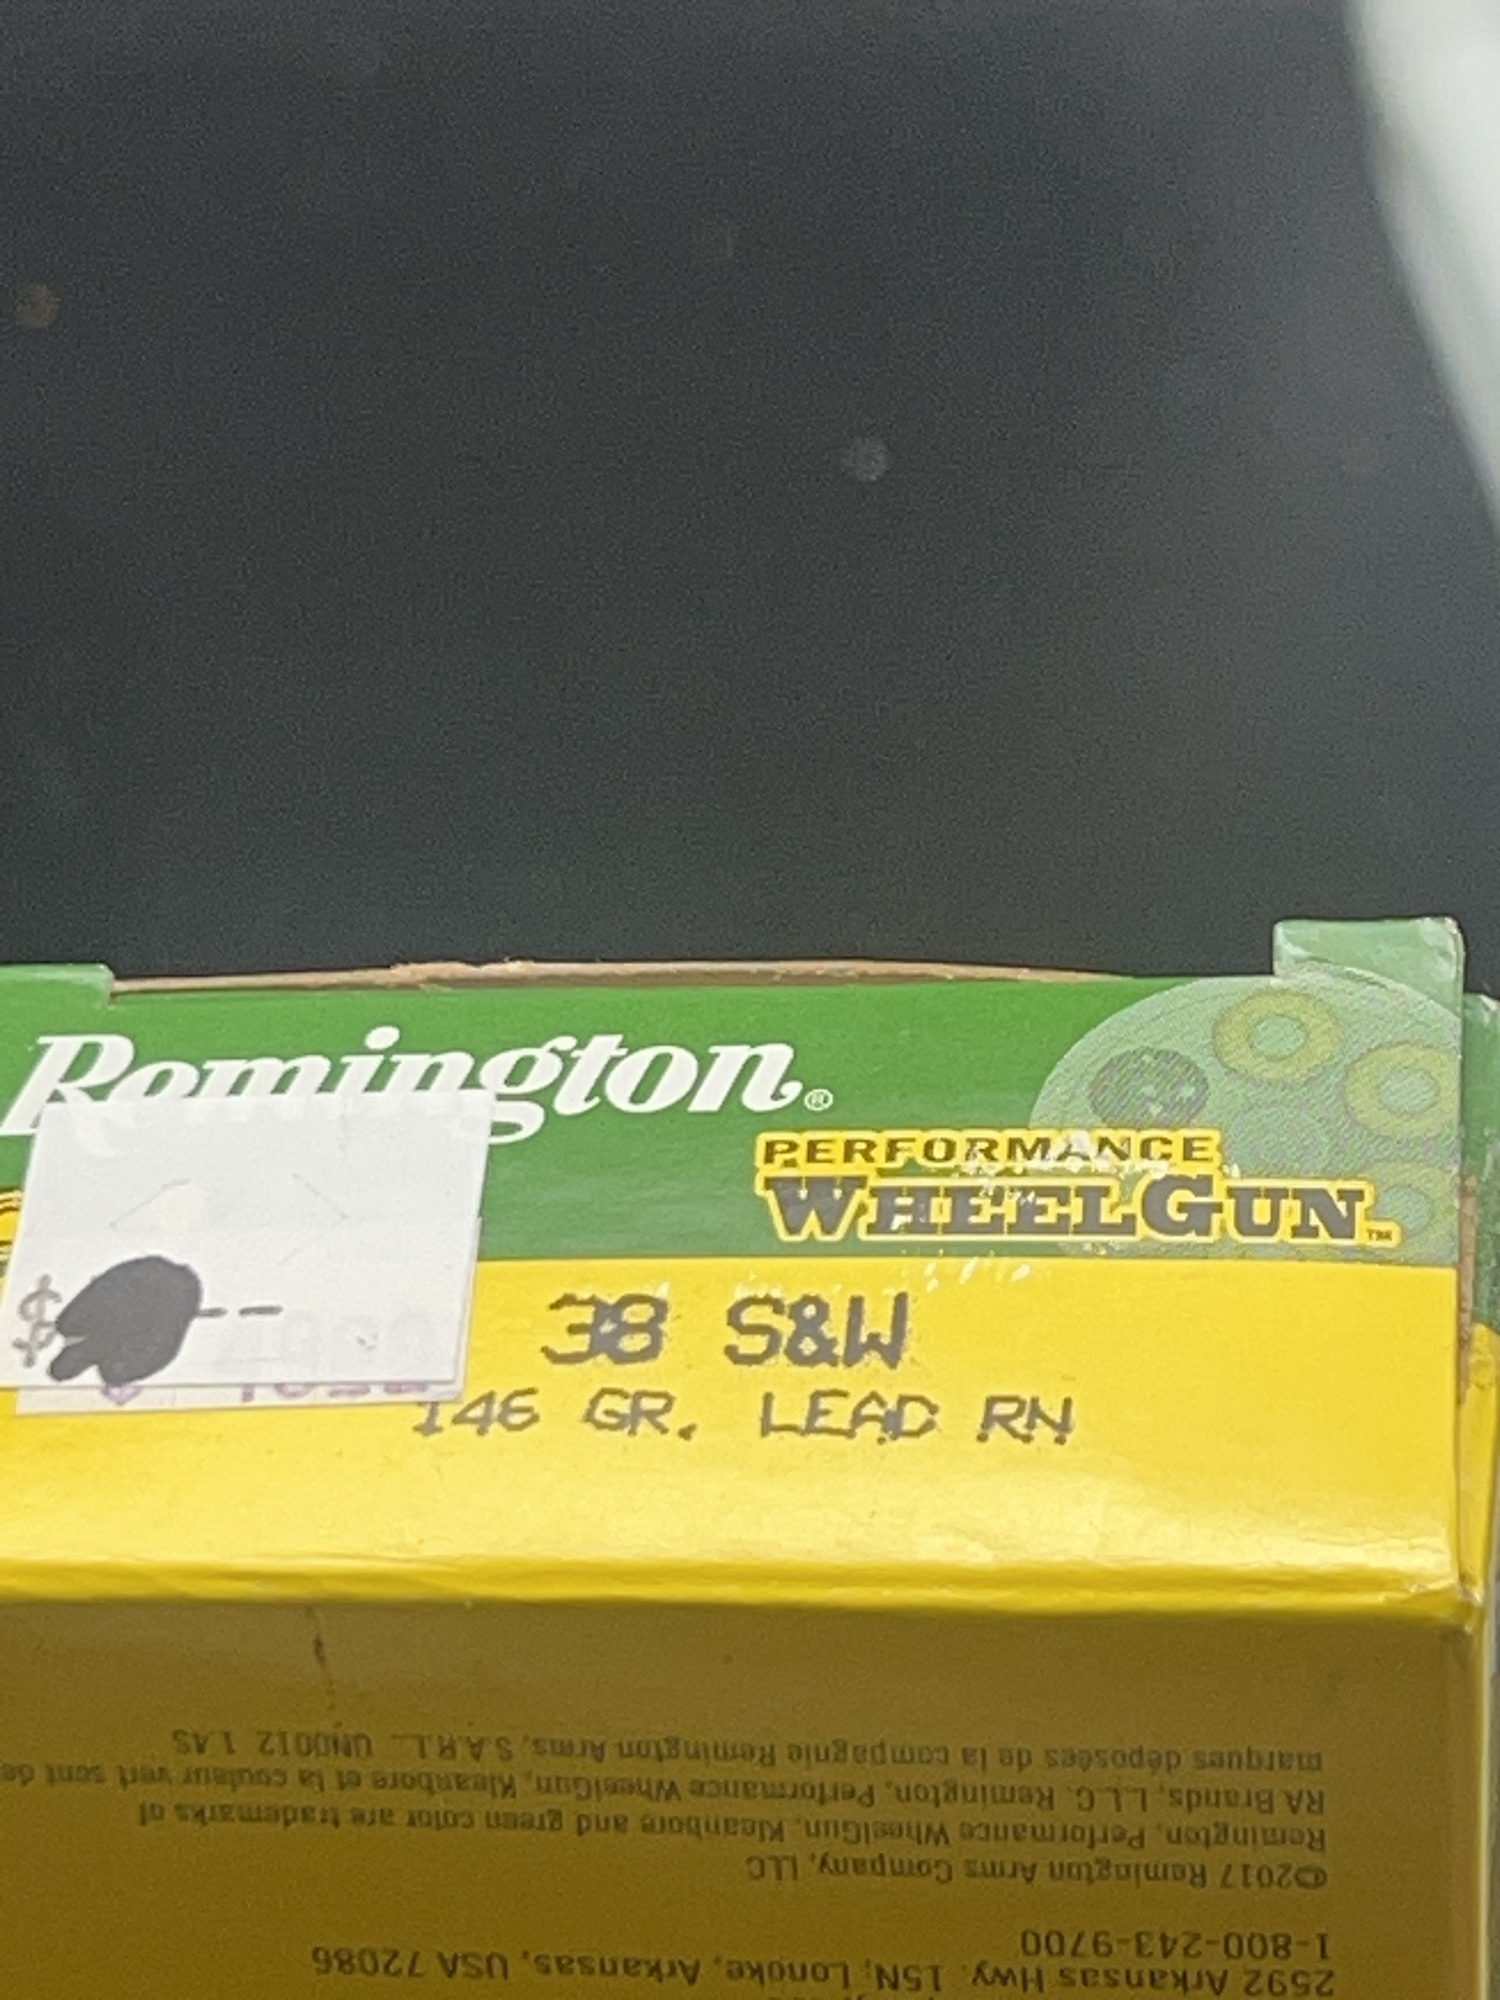 Remington®
PERFORMANCE
WHEELGUN™
$ --
38 S&W
146 GR. LEAD RN
2592 Arkansas Hwy. 15N; Lonoke, Arkansas, USA 72086
1-800-243-9700
©2017 Remington Arms Company, LLC
Remington, Performance WheelGun, Kleanbore and green color are trademarks of
RA Brands, L.L.C. Remington, Performance WheelGun, Kleanbore et la couleur vert sont de
marques déposées de la compagnie Remington Arms, S.A.R.L. UN0012 1.4S